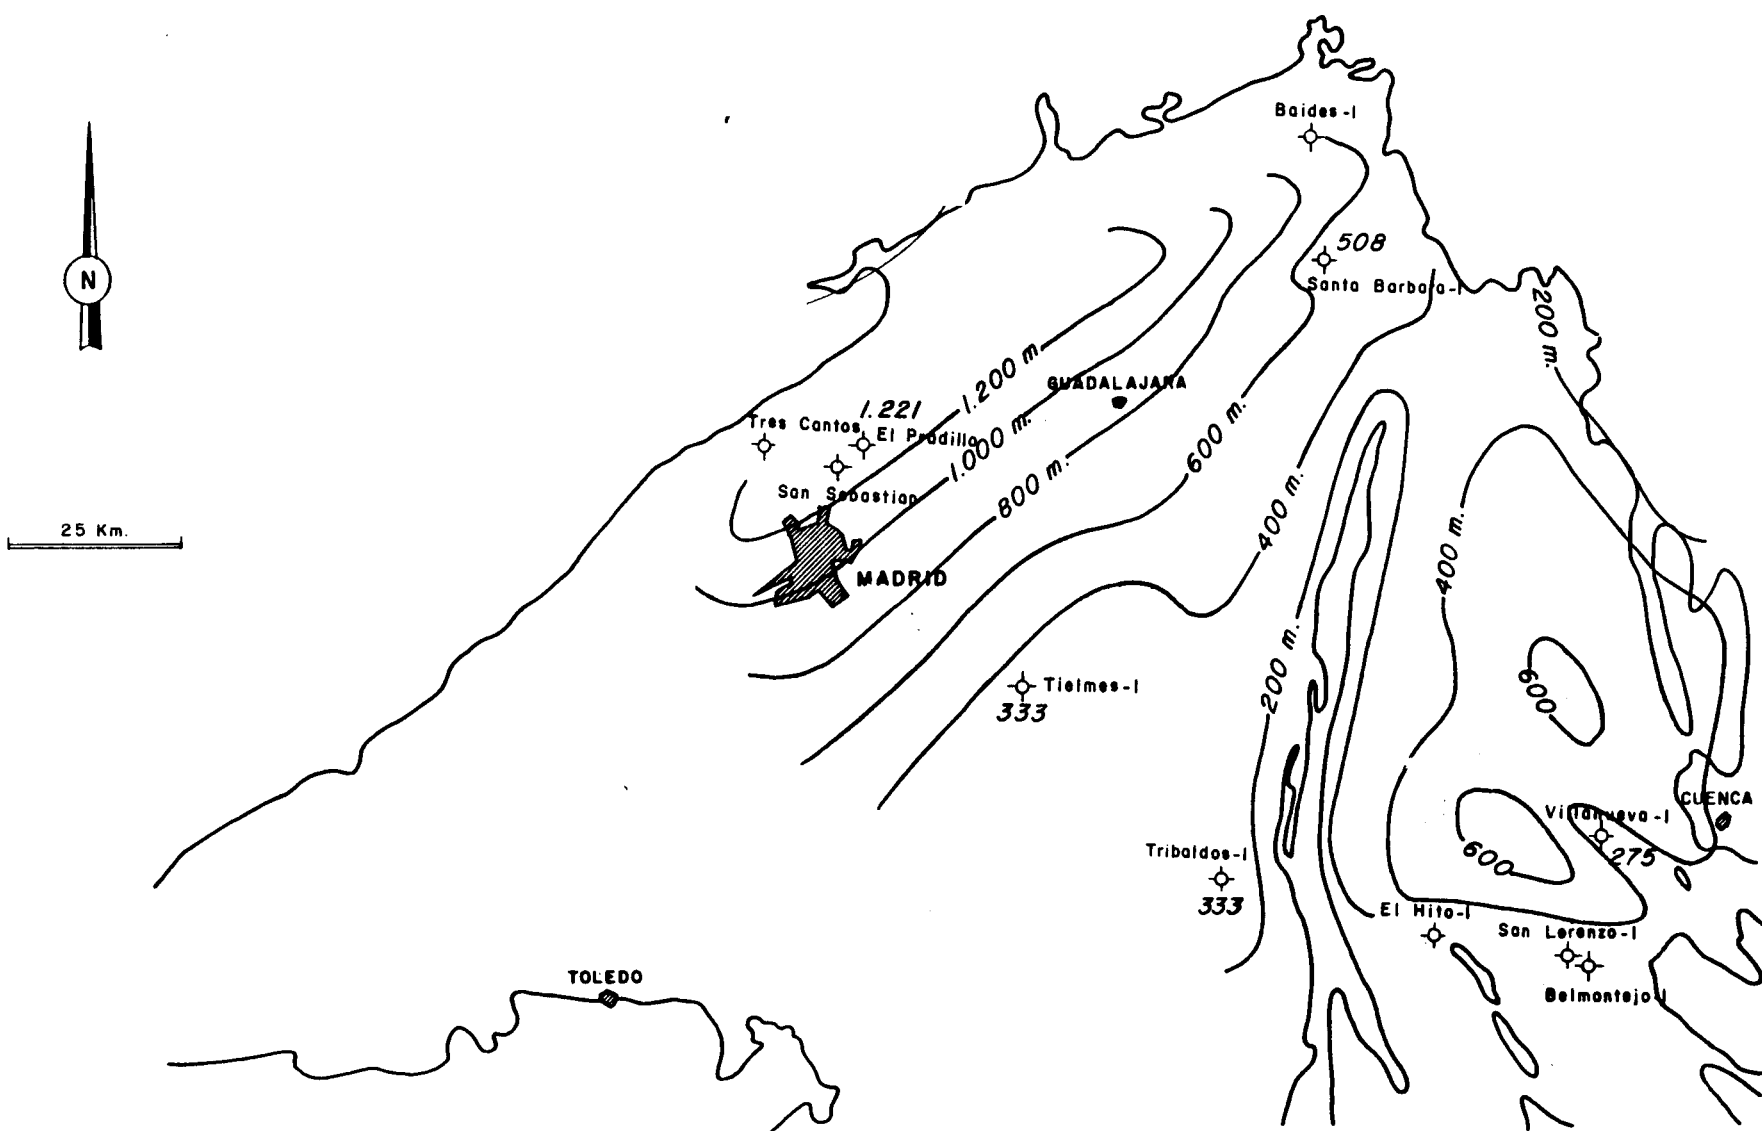 Baides-I
508
Santa Barbara-I
200 m.
N
1.200 m.
GUADALAJARA
1.221
Tres Cantos
El Pradillo
1.000 m.
600 m.
San Sebastian
800 m.
400 m.
25 Km.
400 m.
MADRID
200 m.
Tielmes-I
333
600
CUENCA
Villanueva-I
275
600
Tribaldos-I
333
El Hito-I
San Lorenzo-I
Belmontejo-I
TOLEDO